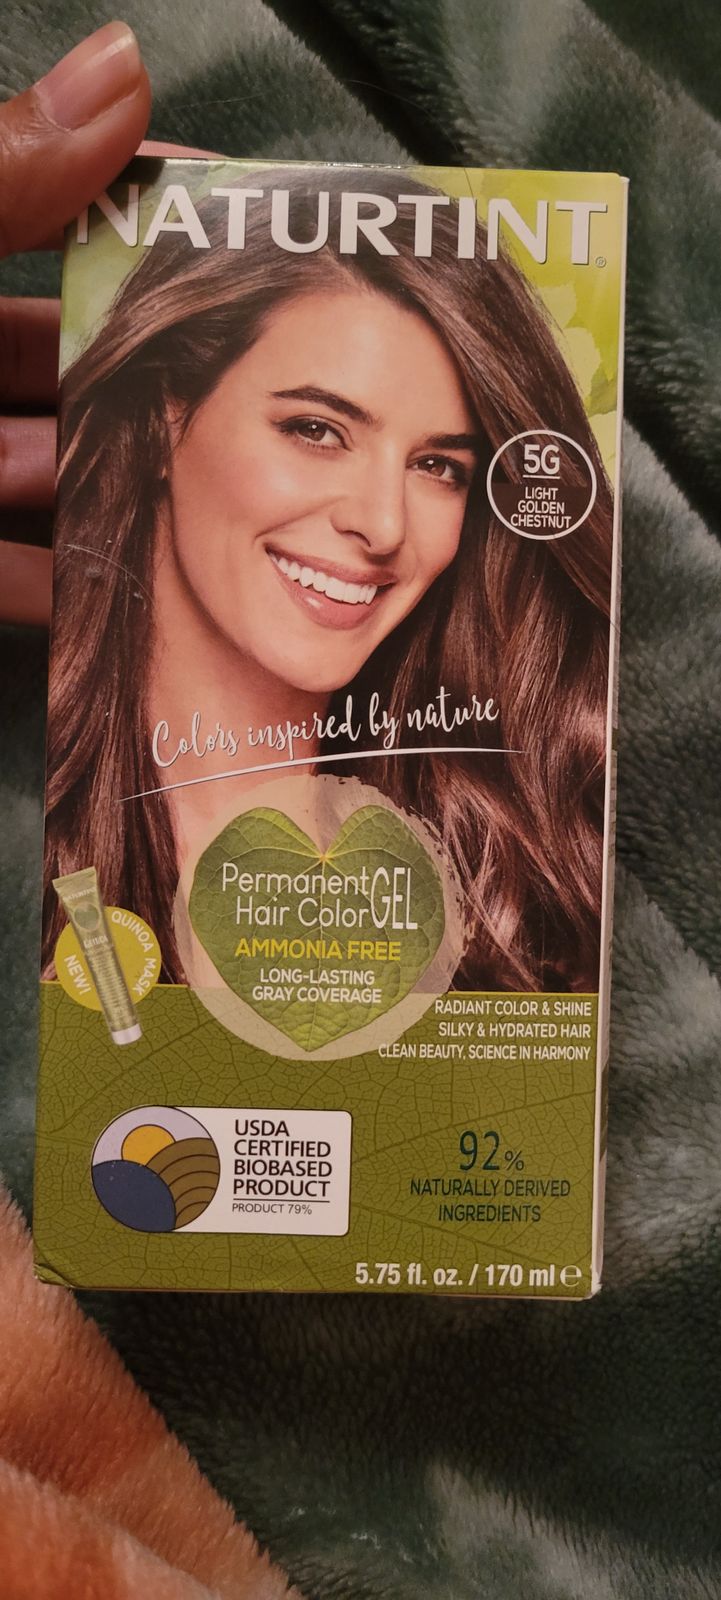 NATURTINT®
5G
LIGHT
GOLDEN
CHESTNUT
Colors inspired by nature
Permanent
Hair Color GEL
AMMONIA FREE
LONG-LASTING
GRAY COVERAGE
QUINOA MASK
NEW!
RADIANT COLOR & SHINE
SILKY & HYDRATED HAIR
CLEAN BEAUTY, SCIENCE IN HARMONY
USDA
CERTIFIED
BIOBASED
PRODUCT
PRODUCT 79%
92%
NATURALLY DERIVED
INGREDIENTS
5.75 fl. oz. / 170 ml ℮